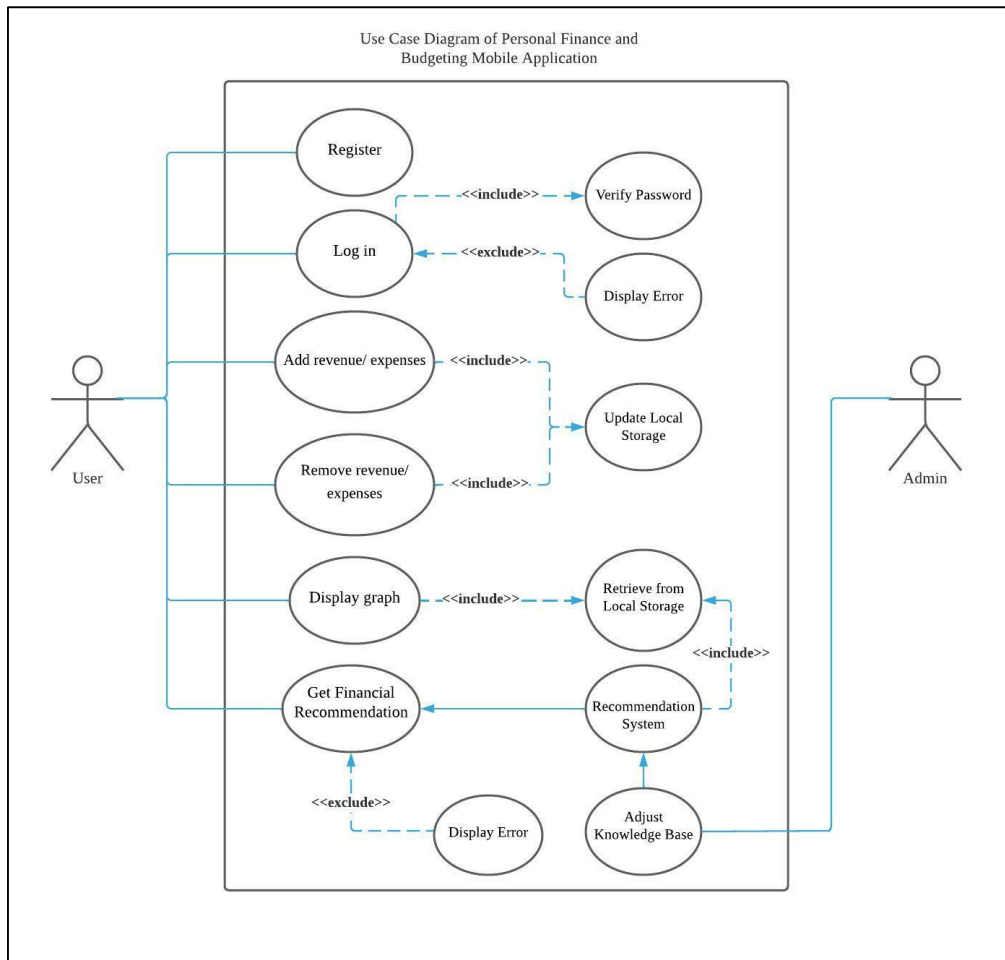 Use Case Diagram of Personal Finance and
Budgeting Mobile Application
Register
<<include>>
Verify Password
Log in
<<exclude>>
Display Error
Add revenue/ expenses
<<include>>
Update Local
Storage
User
Admin
Remove revenue/
expenses
<<include>>
Display graph
<<include>>
Retrieve from
Local Storage
<<include>>
Get Financial
Recommendation
Recommendation
System
<<exclude>>
Display Error
Adjust
Knowledge Base